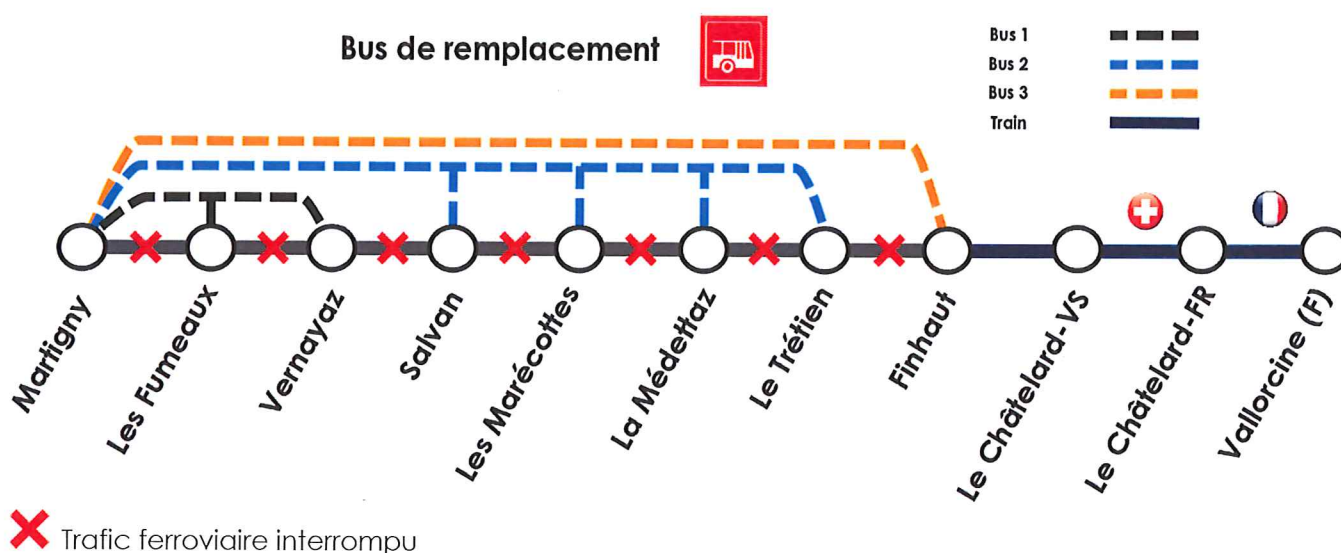 Bus de remplacement
Bus 1
Bus 2
Bus 3
Train
Martigny
Les Fumeaux
Vernayaz
Salvan
Les Marécottes
La Médettaz
Le Trétien
Finhaut
Le Châtelard-VS
Le Châtelard-FR
Vallorcine (F)
Trafic ferroviaire interrompu